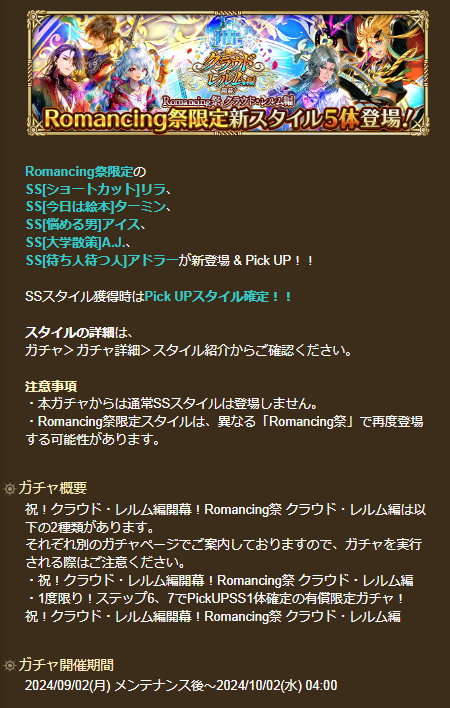 クラウド
レルム編
開幕
Romancing祭 クラウド・レルム編
Romancing祭限定新スタイル5体登場!!
Romancing祭限定の
SS[ショートカット]リラ、
SS[今日は絵本]ターミン、
SS[悩める男]アイス、
SS[大学散策]A.J.、
SS[待ち人待つ人]アドラーが新登場 & Pick UP！！
SSスタイル獲得時はPick UPスタイル確定！！
スタイルの詳細は、
ガチャ＞ガチャ詳細＞スタイル紹介からご確認ください。
注意事項
・本ガチャからは通常SSスタイルは登場しません。
・Romancing祭限定スタイルは、異なる「Romancing祭」で再度登場
する可能性があります。
ガチャ概要
祝！クラウド・レルム編開幕！Romancing祭 クラウド・レルム編は以
下の2種類があります。
それぞれ別のガチャページでご案内しておりますので、ガチャを実行
される際はご注意ください。
・祝！クラウド・レルム編開幕！Romancing祭 クラウド・レルム編
・1度限り！ステップ6、7でPickUPSS1体確定の有償限定ガチャ！
祝！クラウド・レルム編開幕！Romancing祭 クラウド・レルム編
ガチャ開催期間
2024/09/02(月) メンテナンス後～2024/10/02(水) 04:00